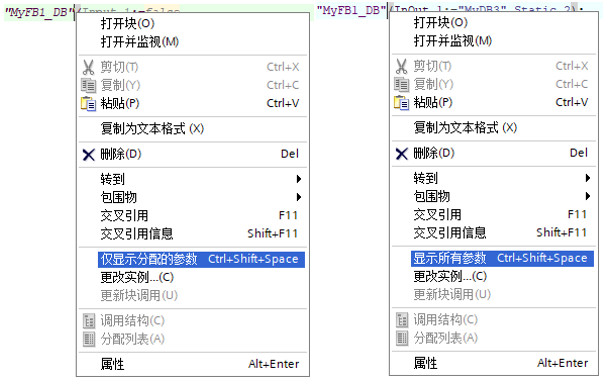 "MyFB1_DB"(Input_1:=false
打开块(O)
打开并监视(M)
剪切(T) Ctrl+X
复制(Y) Ctrl+C
粘贴(P) Ctrl+V
复制为文本格式 (X)
删除(D) Del
转到
包围物
交叉引用 F11
交叉引用信息 Shift+F11
仅显示分配的参数 Ctrl+Shift+Space
更改实例...(C)
更新块调用(U)
调用结构(C)
分配列表(A)
属性 Alt+Enter
"MyFB1_DB"(InOut_1:="MyDB3".Static_2);
打开块(O)
打开并监视(M)
剪切(T) Ctrl+X
复制(Y) Ctrl+C
粘贴(P) Ctrl+V
复制为文本格式 (X)
删除(D) Del
转到
包围物
交叉引用 F11
交叉引用信息 Shift+F11
显示所有参数 Ctrl+Shift+Space
更改实例...(C)
更新块调用(U)
调用结构(C)
分配列表(A)
属性 Alt+Enter